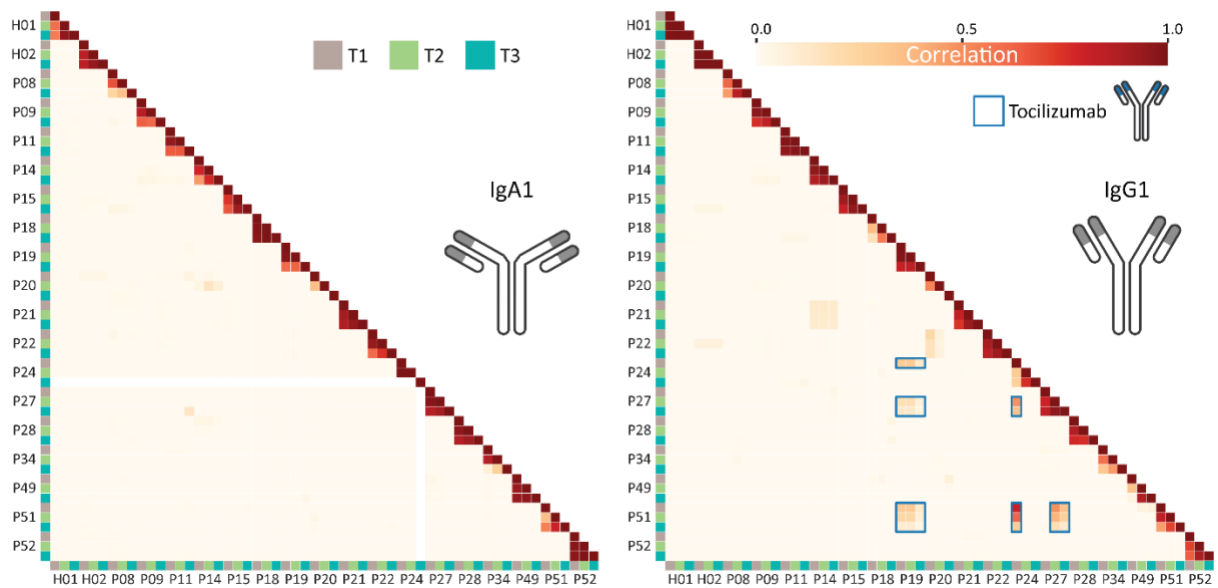 T1 T2 T3
0.0 0.5 1.0
Correlation
Tocilizumab
IgA1
IgG1
H01
H02
P08
P09
P11
P14
P15
P18
P19
P20
P21
P22
P24
P27
P28
P34
P49
P51
P52
H01
H02
P08
P09
P11
P14
P15
P18
P19
P20
P21
P22
P24
P27
P28
P34
P49
P51
P52
H01 H02 P08 P09 P11 P14 P15 P18 P19 P20 P21 P22 P24 P27 P28 P34 P49 P51 P52
H01 H02 P08 P09 P11 P14 P15 P18 P19 P20 P21 P22 P24 P27 P28 P34 P49 P51 P52